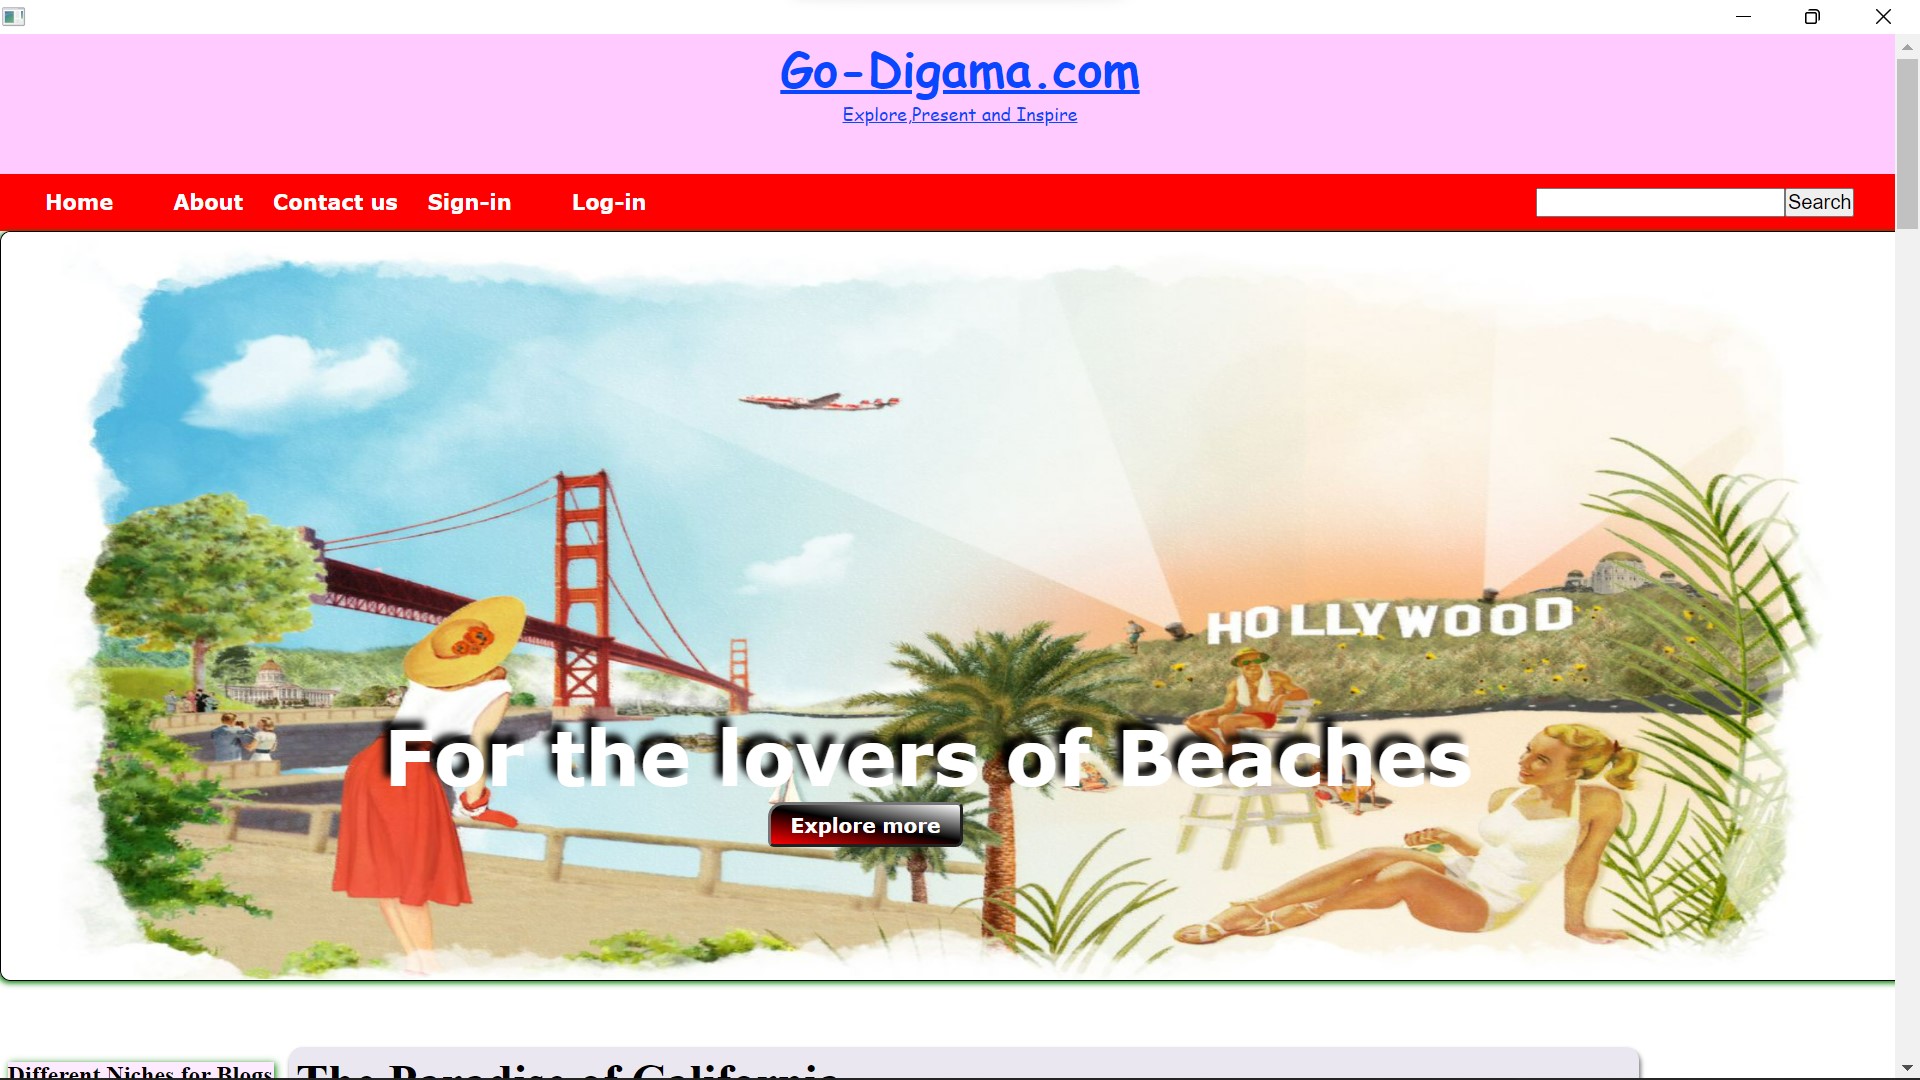 Go-Digama.com
Explore,Present and Inspire
Home About Contact us Sign-in Log-in Search
HOLLYWOOD
For the lovers of Beaches
Explore more
Different Niches for Blogs
The Paradise of California